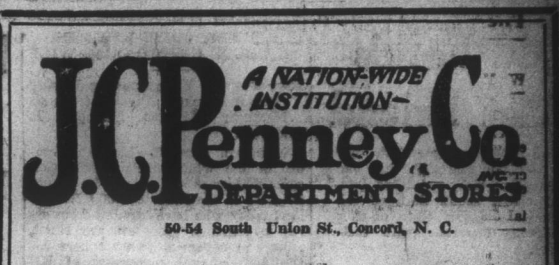 A NATION-WIDE
INSTITUTION-
J.C. Penney Co.
INC.
DEPARTMENT STORES
50-54 South Union St., Concord, N. C.